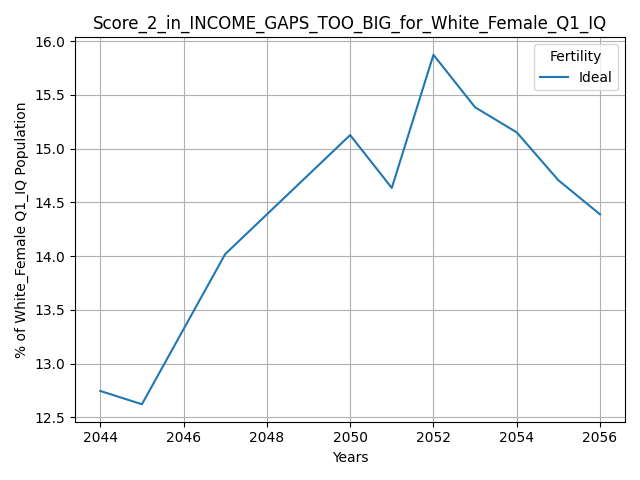 Score_2_in_INCOME_GAPS_TOO_BIG_for_White_Female_Q1_IQ
% of White_Female Q1_IQ Population
16.0
15.5
15.0
14.5
14.0
13.5
13.0
12.5
Fertility
Ideal
2044 2046 2048 2050 2052 2054 2056
Years